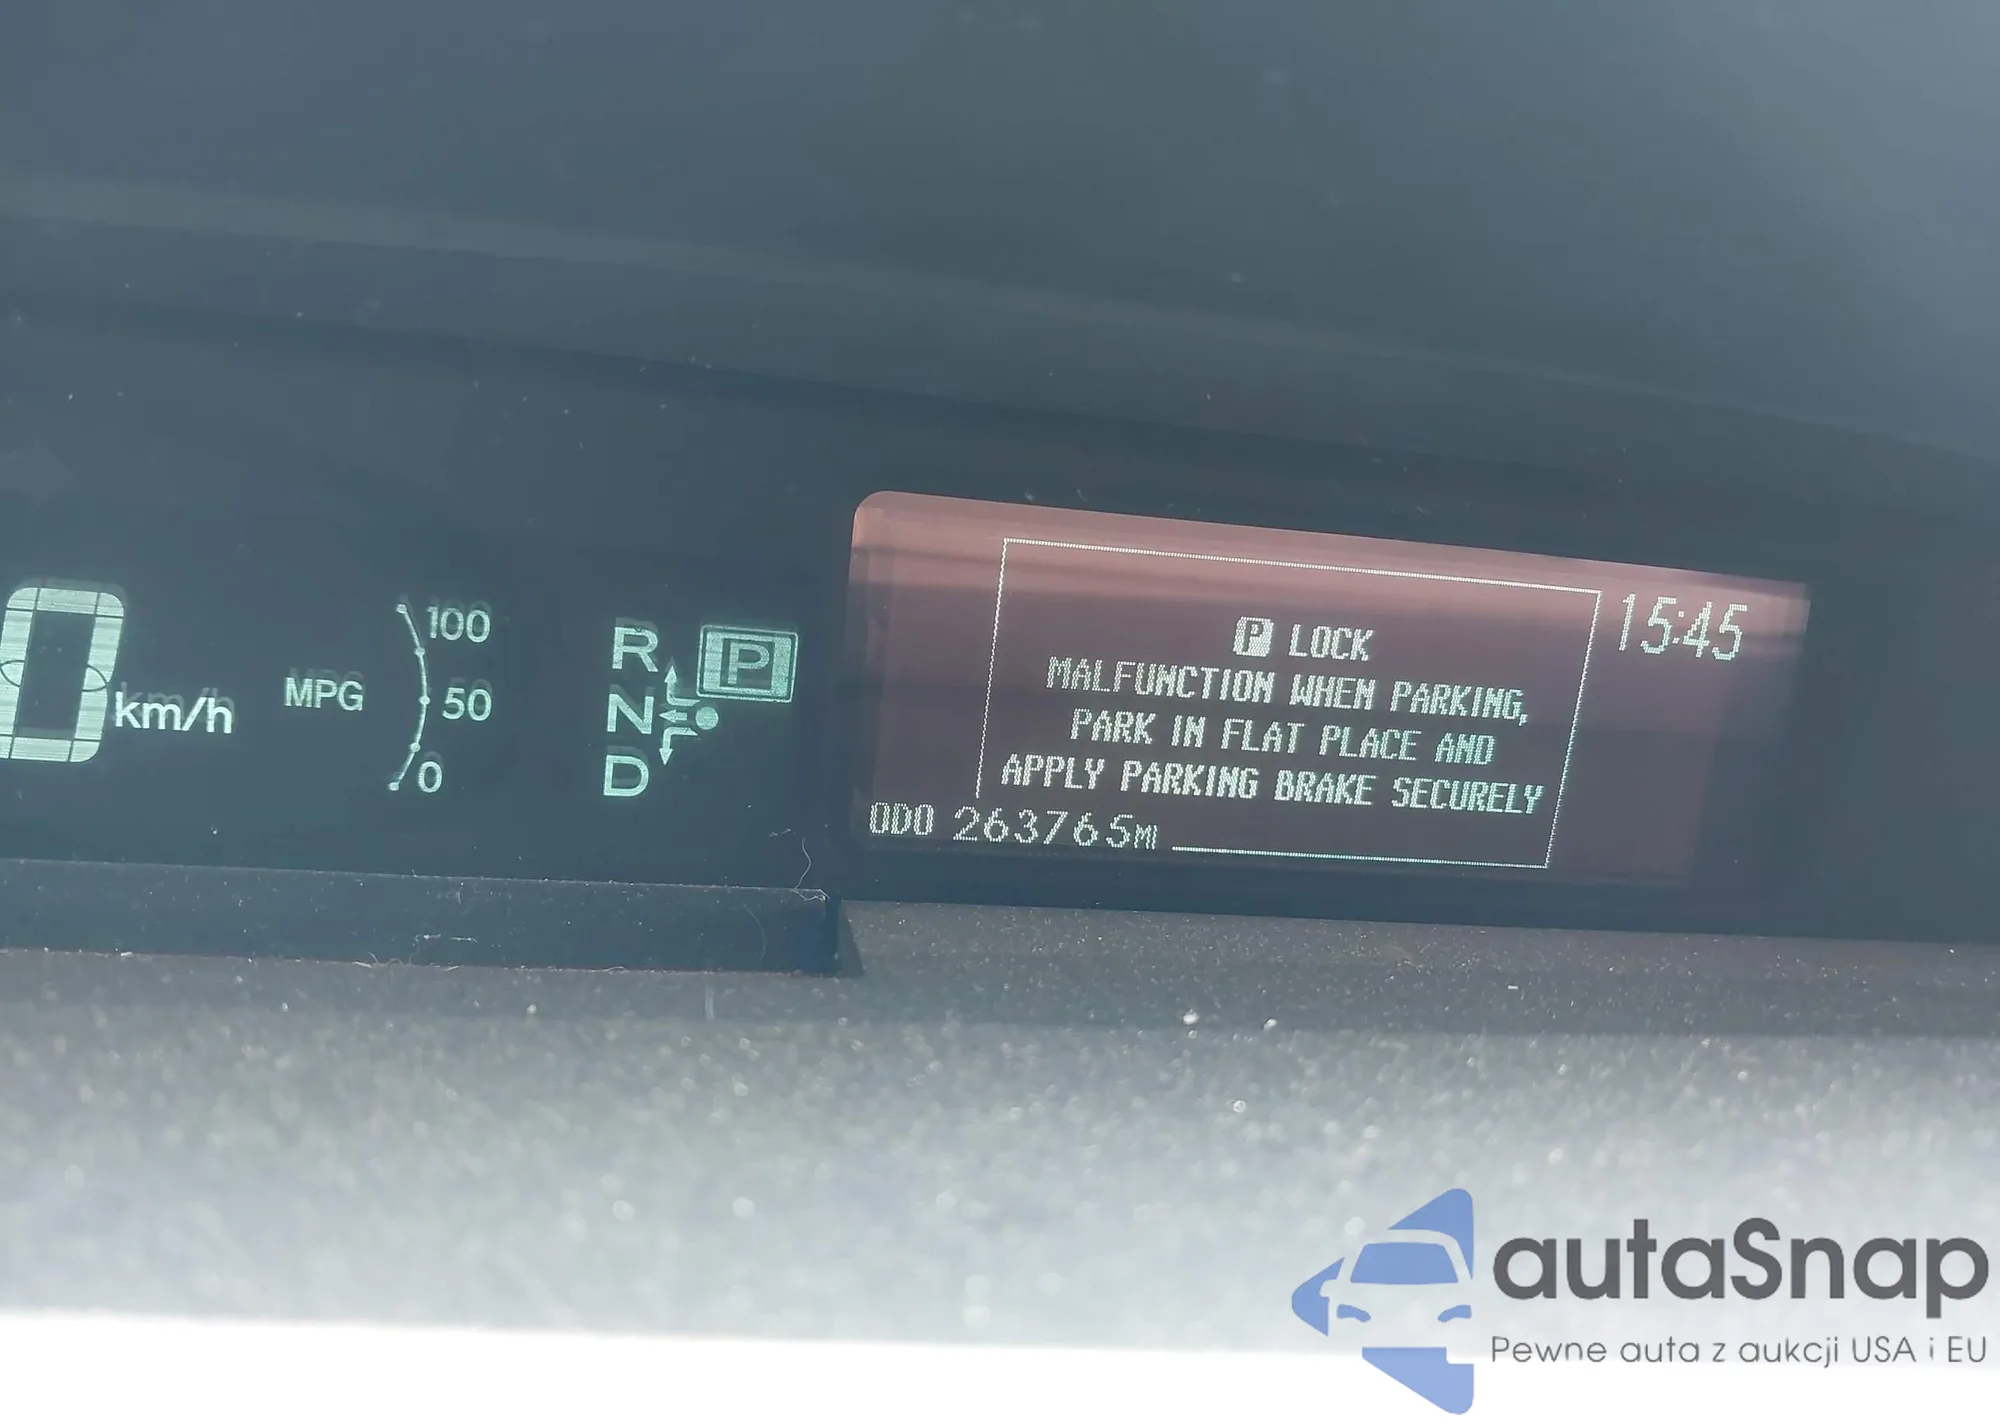 0 km/h
MPG
100
50
0
R
N
D
P
P LOCK
MALFUNCTION WHEN PARKING,
PARK IN FLAT PLACE AND
APPLY PARKING BRAKE SECURELY
15:45
ODO 263765MI
autaSnap
Pewne auta z aukcji USA i EU